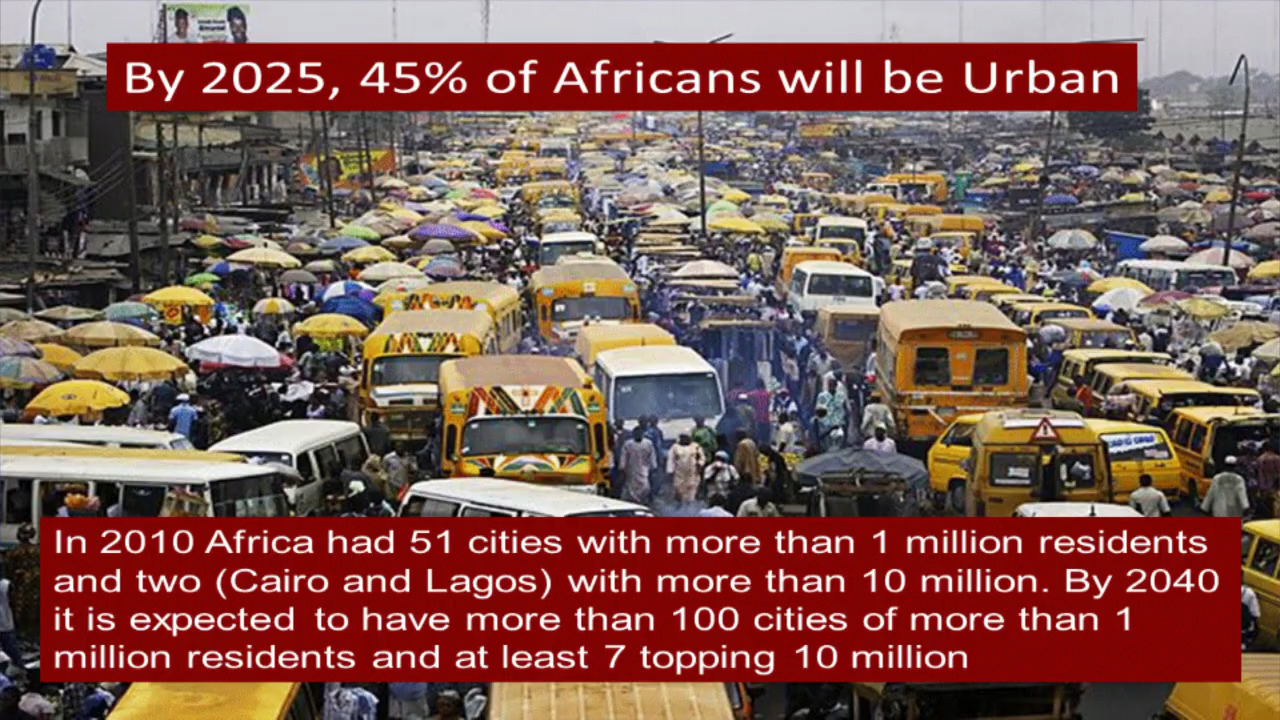 By 2025, 45% of Africans will be Urban
In 2010 Africa had 51 cities with more than 1 million residents
and two (Cairo and Lagos) with more than 10 million. By 2040
it is expected to have more than 100 cities of more than 1
million residents and at least 7 topping 10 million